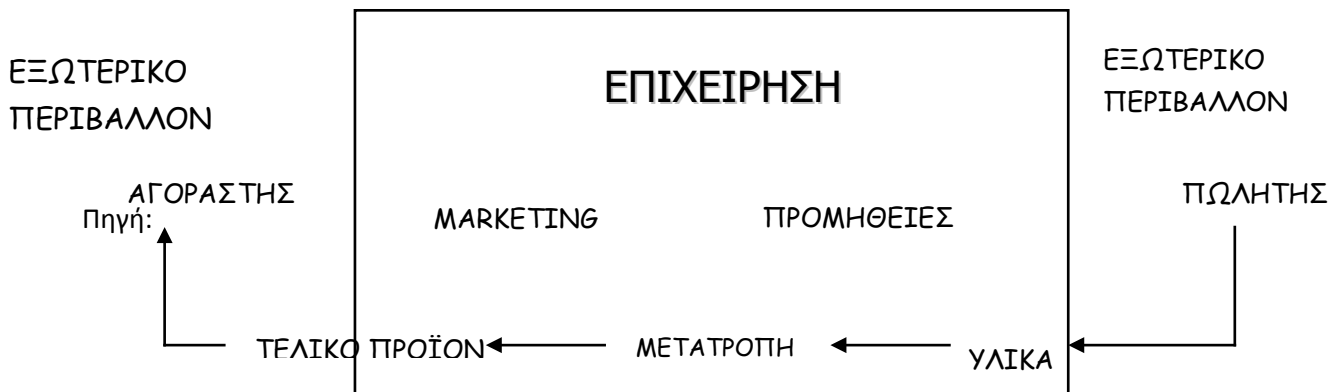 ΕΞΩΤΕΡΙΚΟ
ΠΕΡΙΒΑΛΛΟΝ
ΕΠΙΧΕΙΡΗΣΗ
ΕΞΩΤΕΡΙΚΟ
ΠΕΡΙΒΑΛΛΟΝ
ΑΓΟΡΑΣΤΗΣ
Πηγή:
MARKETING
ΠΡΟΜΗΘΕΙΕΣ
ΠΩΛΗΤΗΣ
ΤΕΛΙΚΟ ΠΡΟΪΟΝ
ΜΕΤΑΤΡΟΠΗ
ΥΛΙΚΑ